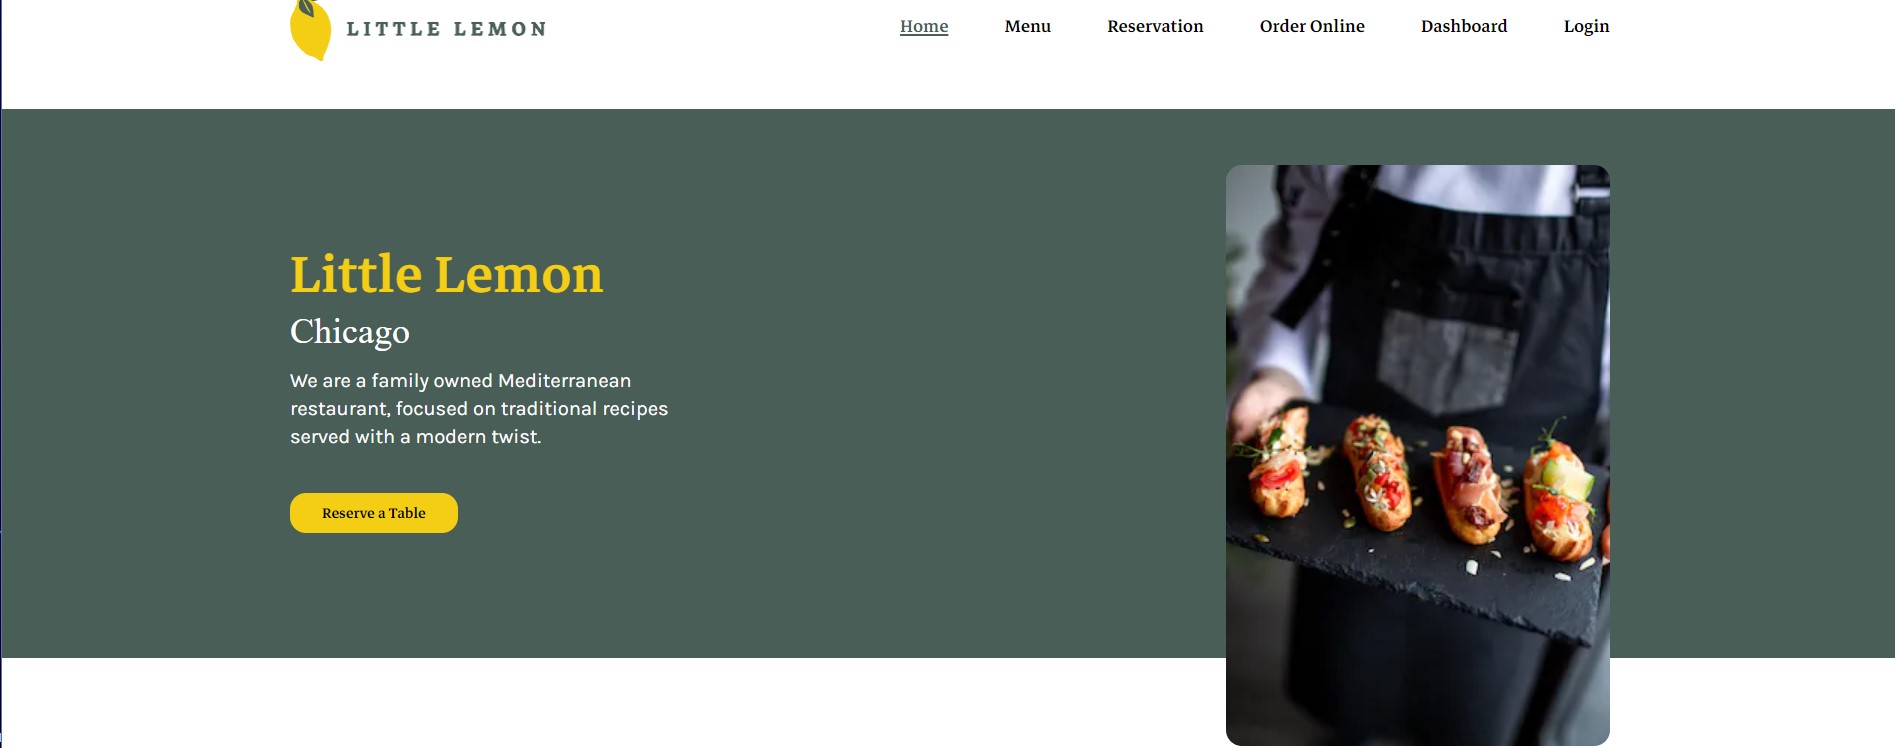 LITTLE LEMON
Home Menu Reservation Order Online Dashboard Login
Little Lemon
Chicago
We are a family owned Mediterranean
restaurant, focused on traditional recipes
served with a modern twist.
Reserve a Table